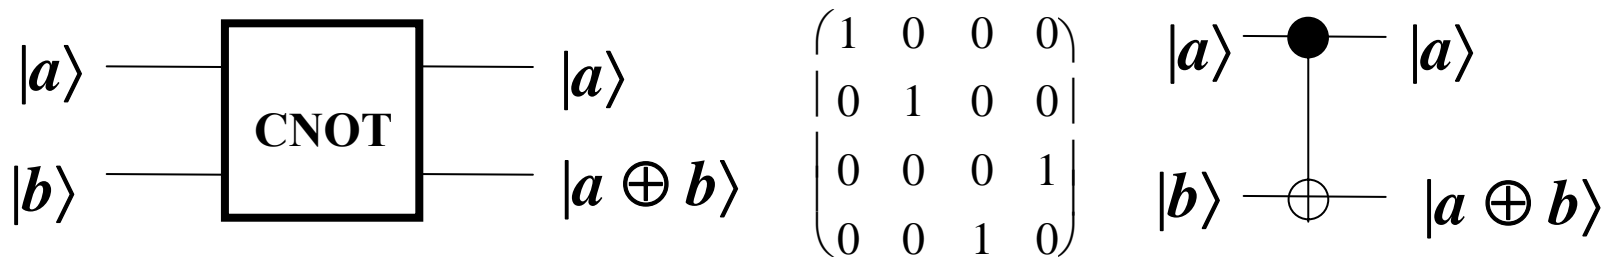 |a⟩ CNOT |a⟩
|b⟩ |a ⊕ b⟩
1 0 0 0
0 1 0 0
0 0 0 1
0 0 1 0
|a⟩ |a⟩
|b⟩ |a ⊕ b⟩